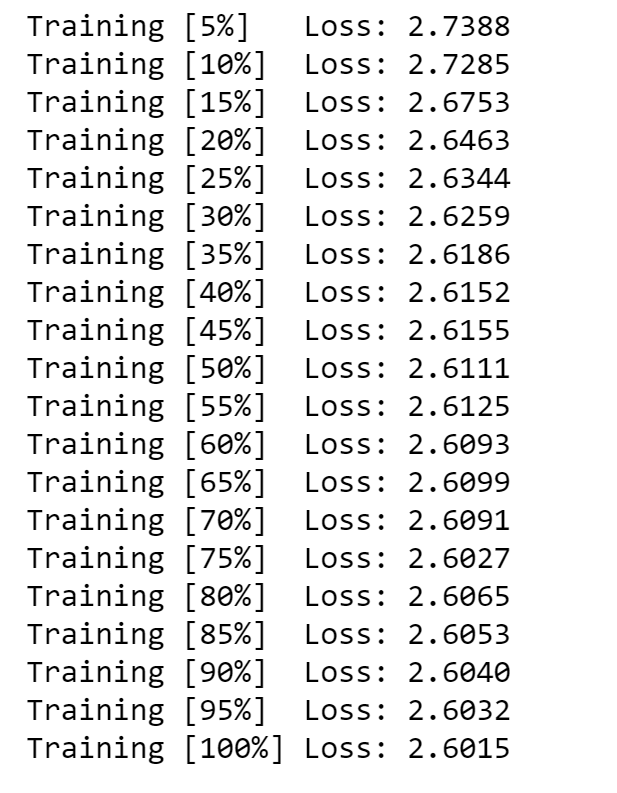 Training [5%]   Loss: 2.7388
Training [10%]  Loss: 2.7285
Training [15%]  Loss: 2.6753
Training [20%]  Loss: 2.6463
Training [25%]  Loss: 2.6344
Training [30%]  Loss: 2.6259
Training [35%]  Loss: 2.6186
Training [40%]  Loss: 2.6152
Training [45%]  Loss: 2.6155
Training [50%]  Loss: 2.6111
Training [55%]  Loss: 2.6125
Training [60%]  Loss: 2.6093
Training [65%]  Loss: 2.6099
Training [70%]  Loss: 2.6091
Training [75%]  Loss: 2.6027
Training [80%]  Loss: 2.6065
Training [85%]  Loss: 2.6053
Training [90%]  Loss: 2.6040
Training [95%]  Loss: 2.6032
Training [100%] Loss: 2.6015